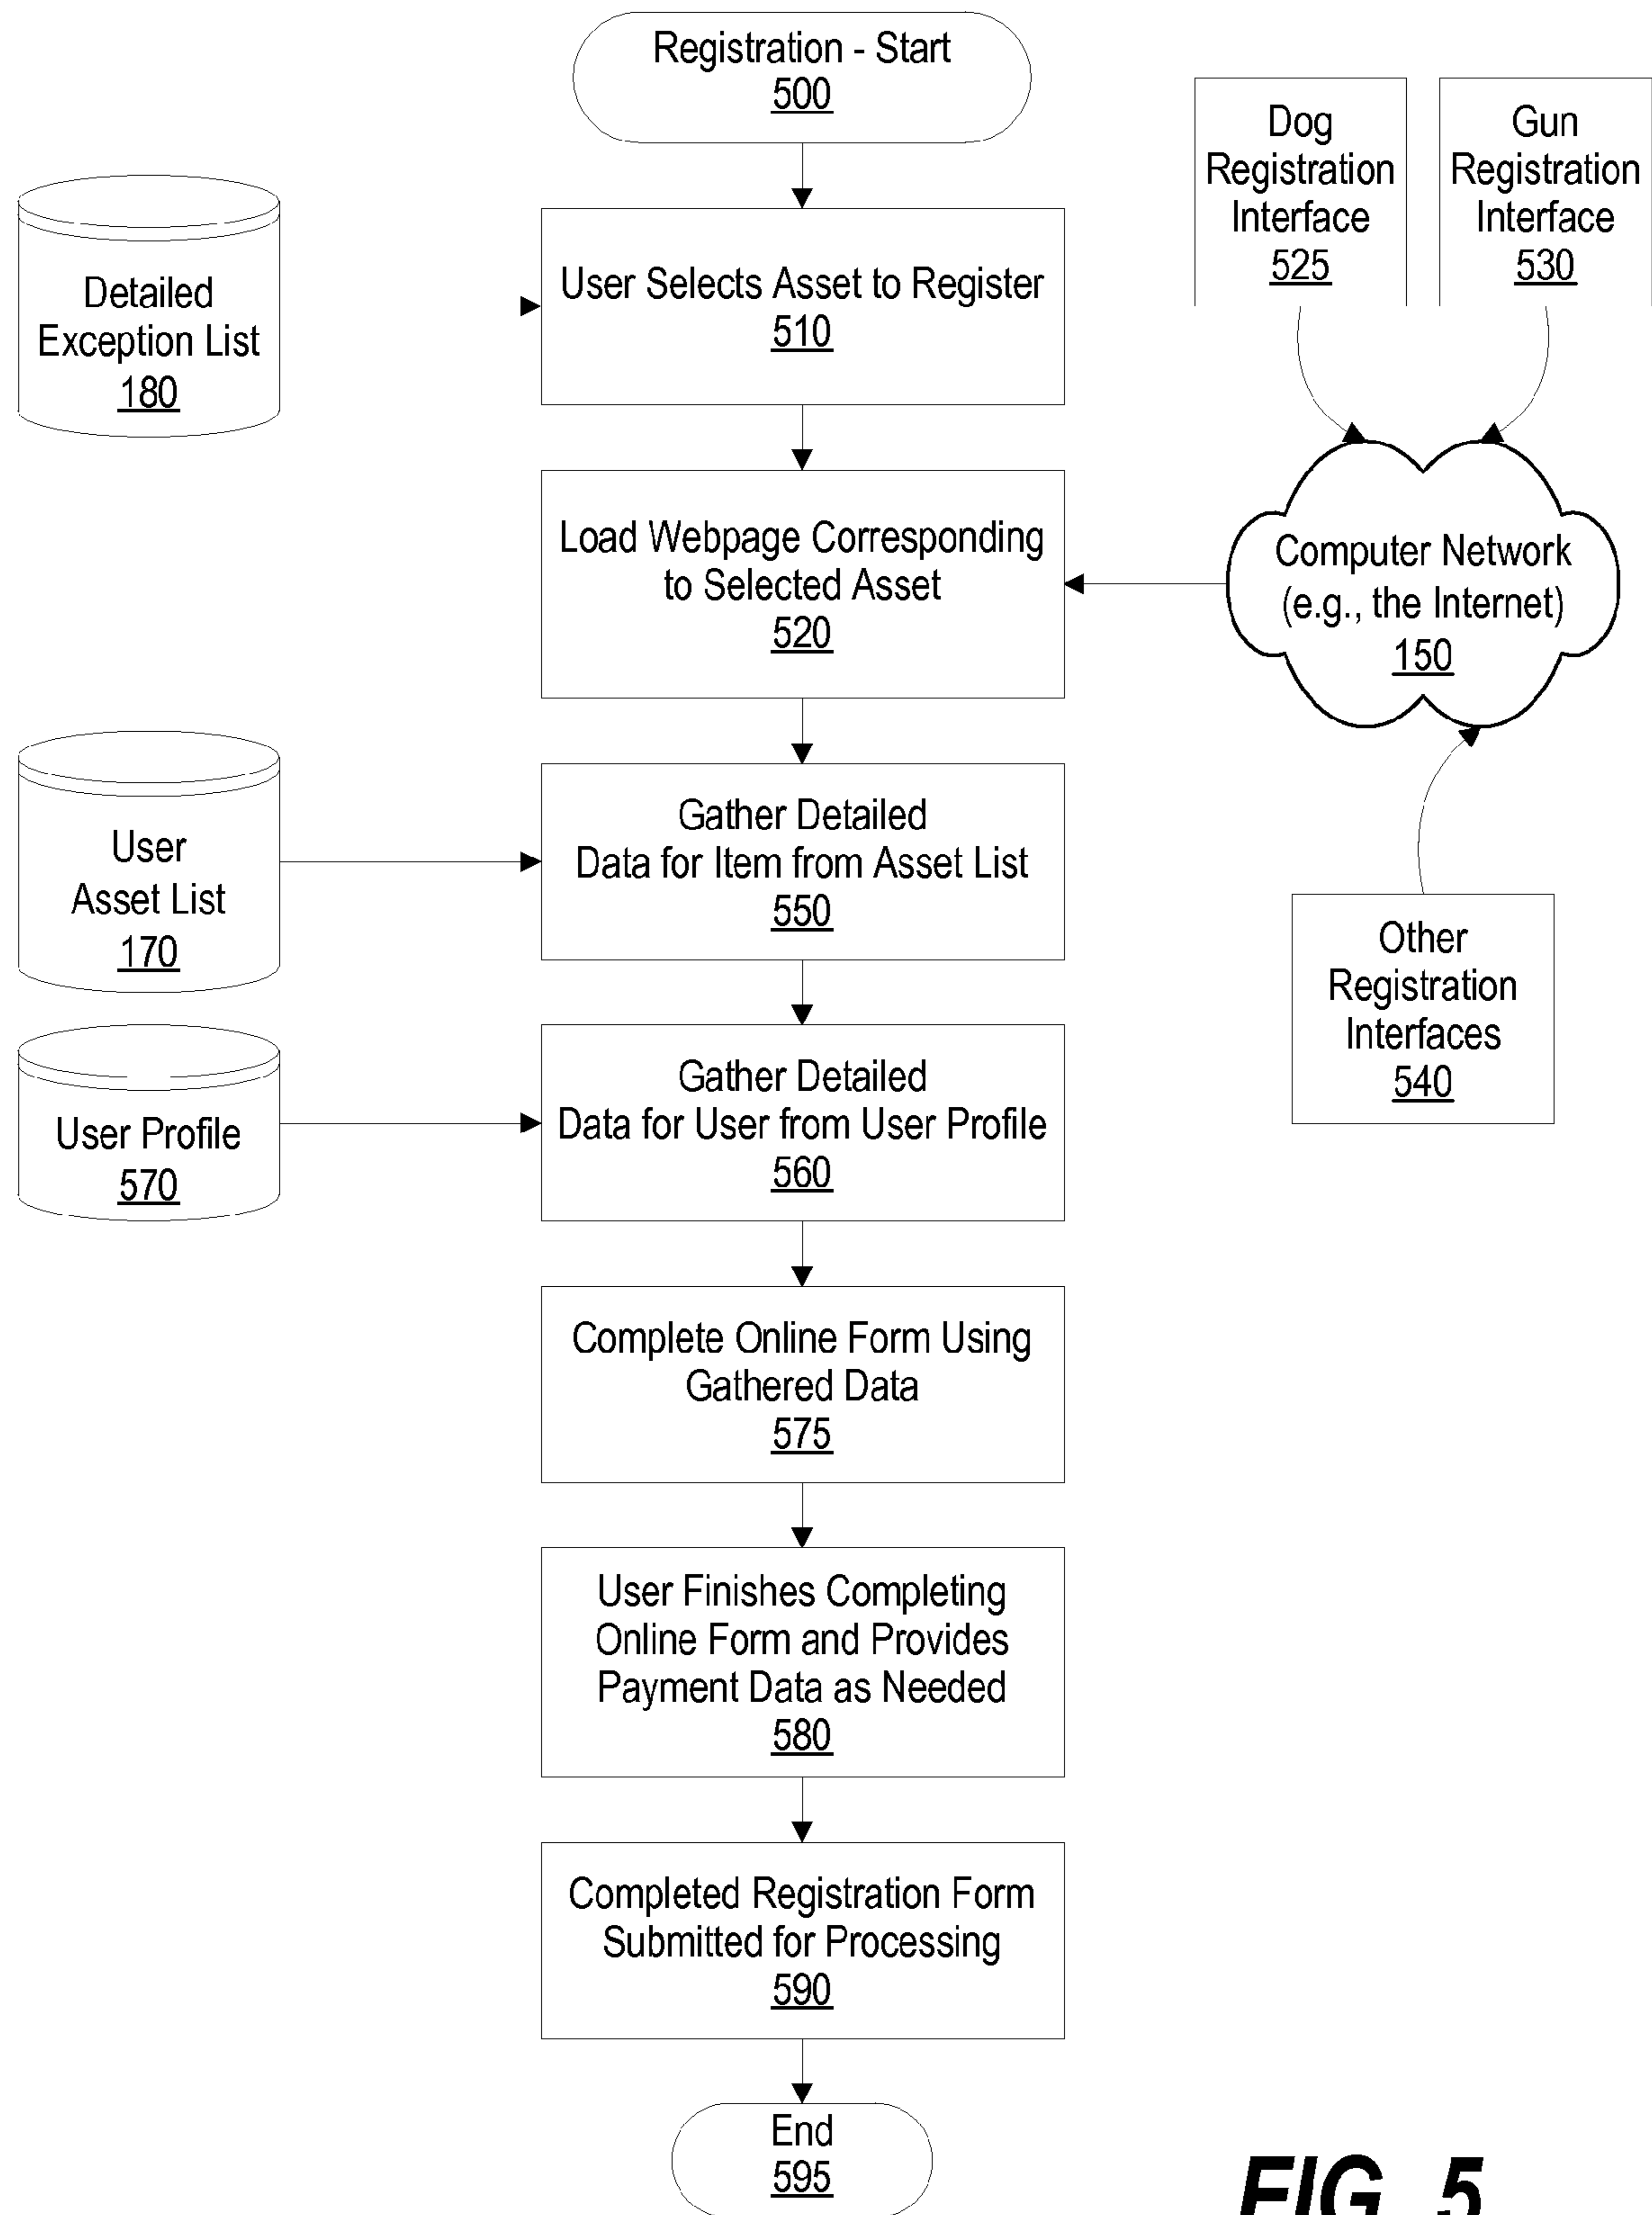 Registration - Start
500
Dog
Registration
Interface
525
Gun
Registration
Interface
530
Detailed
Exception List
180
User Selects Asset to Register
510
Load Webpage Corresponding
to Selected Asset
520
Computer Network
(e.g., the Internet)
150
User
Asset List
170
Gather Detailed
Data for Item from Asset List
550
Other
Registration
Interfaces
540
User Profile
570
Gather Detailed
Data for User from User Profile
560
Complete Online Form Using
Gathered Data
575
User Finishes Completing
Online Form and Provides
Payment Data as Needed
580
Completed Registration Form
Submitted for Processing
590
End
595
FIG. 5